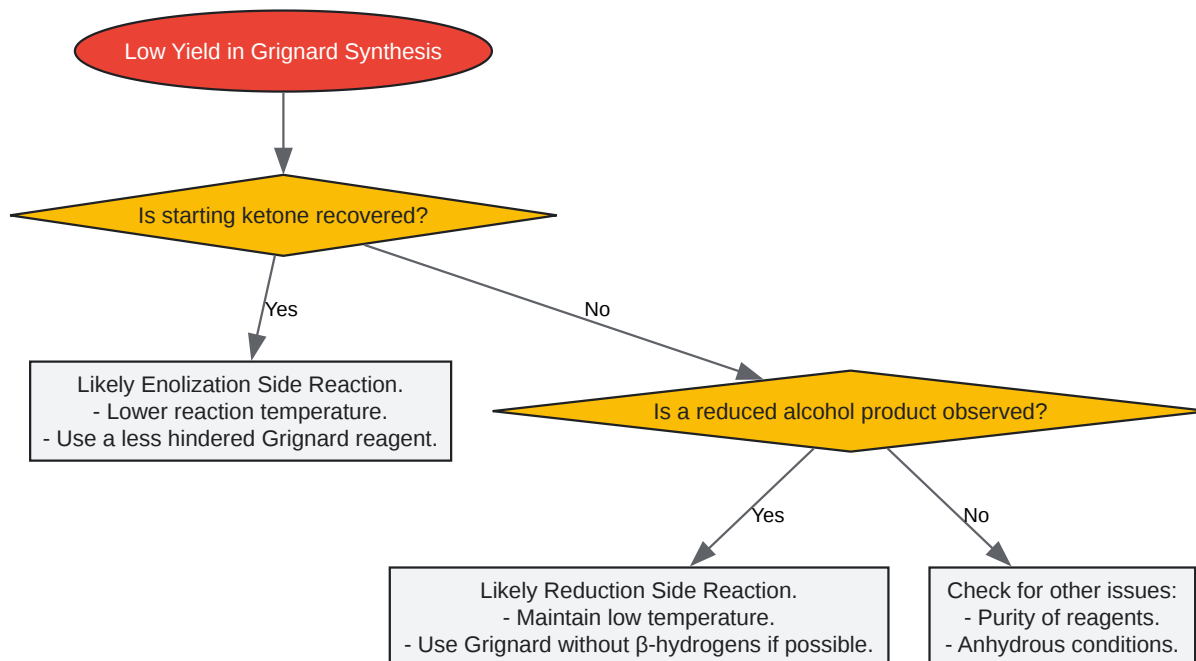 Low Yield in Grignard Synthesis
Is starting ketone recovered?
Yes
No
Likely Enolization Side Reaction.
- Lower reaction temperature.
- Use a less hindered Grignard reagent.
Is a reduced alcohol product observed?
Yes
No
Likely Reduction Side Reaction.
- Maintain low temperature.
- Use Grignard without β-hydrogens if possible.
Check for other issues:
- Purity of reagents.
- Anhydrous conditions.